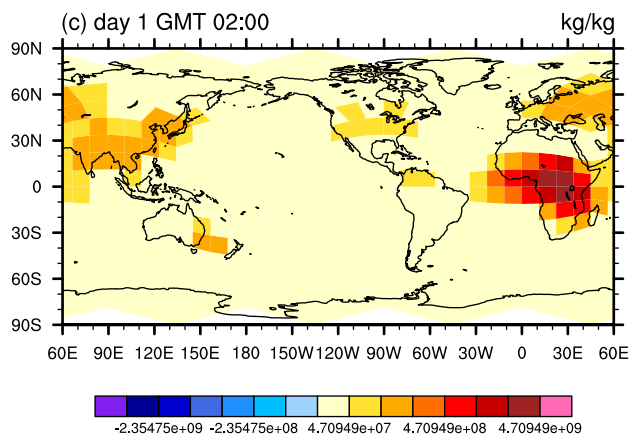 (c) day 1 GMT 02:00 kg/kg
90N
60N
30N
0
30S
60S
90S
60E 90E 120E 150E 180 150W 120W 90W 60W 30W 0 30E 60E
-2.35475e+09 -2.35475e+08 4.70949e+07 4.70949e+08 4.70949e+09